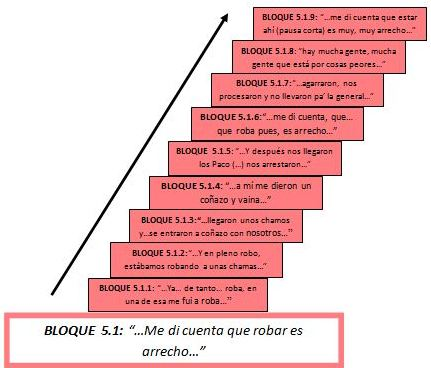 BLOQUE 5.1.9: “…me di cuenta que estar
ahí (pausa corta) es muy, muy arrecho…”
BLOQUE 5.1.8: “hay mucha gente, mucha
gente que está por cosas peores…”
BLOQUE 5.1.7: “…agarraron, nos
procesaron y no llevaron pa’ la general…”
BLOQUE 5.1.6: “…me di cuenta, que…
que roba pues, es arrecho…”
BLOQUE 5.1.5: “…Y después nos llegaron
los Paco (…) nos arrestaron…”
BLOQUE 5.1.4: “…a mí me dieron un
coñazo y vaina…”
BLOQUE 5.1.3: “…llegaron unos chamos
y…se entraron a coñazo con nosotros…”
BLOQUE 5.1.2: “…Y en pleno robo,
estábamos robando a unas chamas…”
BLOQUE 5.1.1: “…Ya… de tanto… roba, en
una de esa me fui a roba…”
BLOQUE 5.1: “…Me di cuenta que robar es
arrecho…”